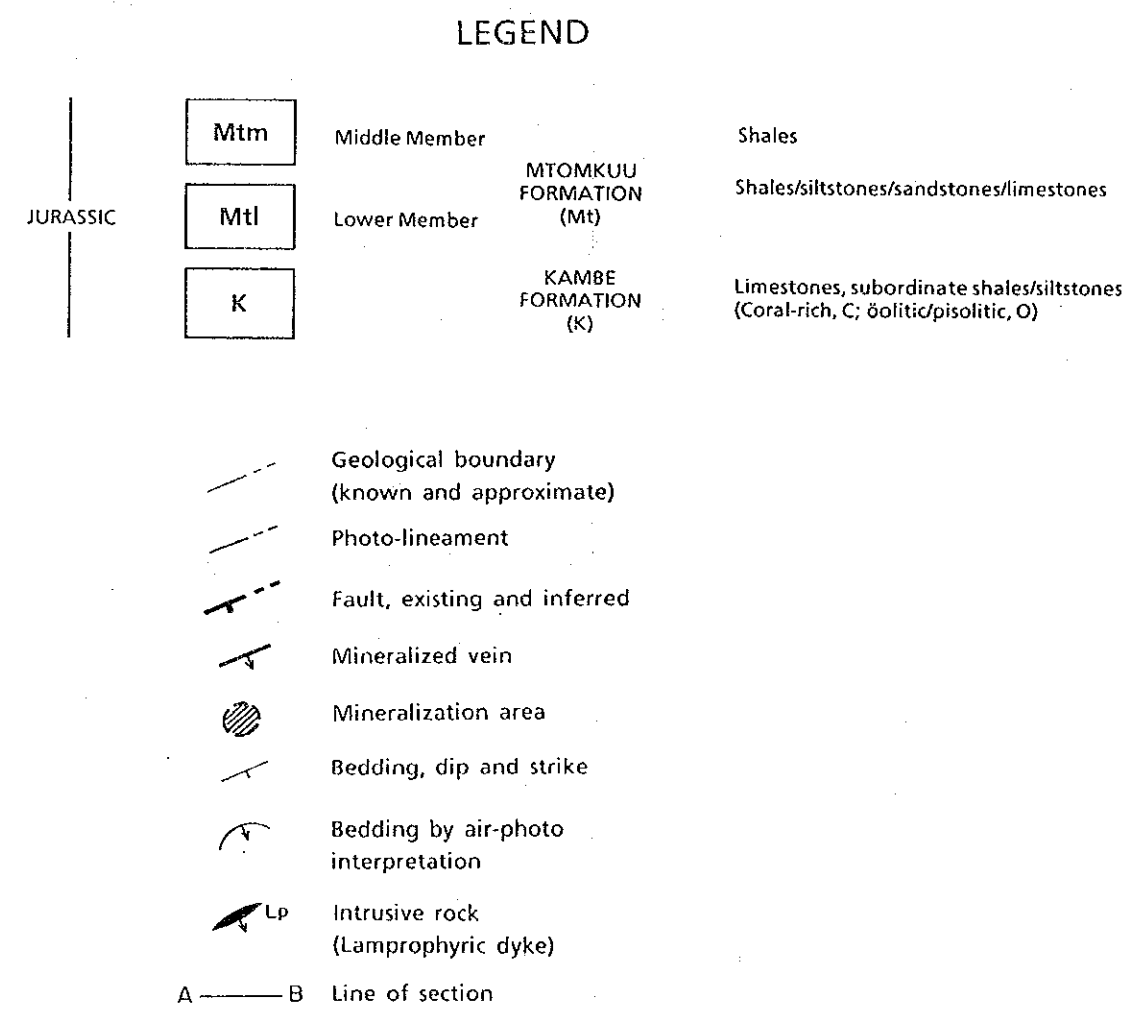 LEGEND
JURASSIC
Mtm
Middle Member
Shales
MTOMKUU
FORMATION
(Mt)
Mtl
Lower Member
Shales/siltstones/sandstones/limestones
K
KAMBE
FORMATION
(K)
Limestones, subordinate shales/siltstones
(Coral-rich, C; öolitic/pisolitic, O)
Geological boundary
(known and approximate)
Photo-lineament
Fault, existing and inferred
Mineralized vein
Mineralization area
Bedding, dip and strike
Bedding by air-photo
interpretation
Lp
Intrusive rock
(Lamprophyric dyke)
A B Line of section